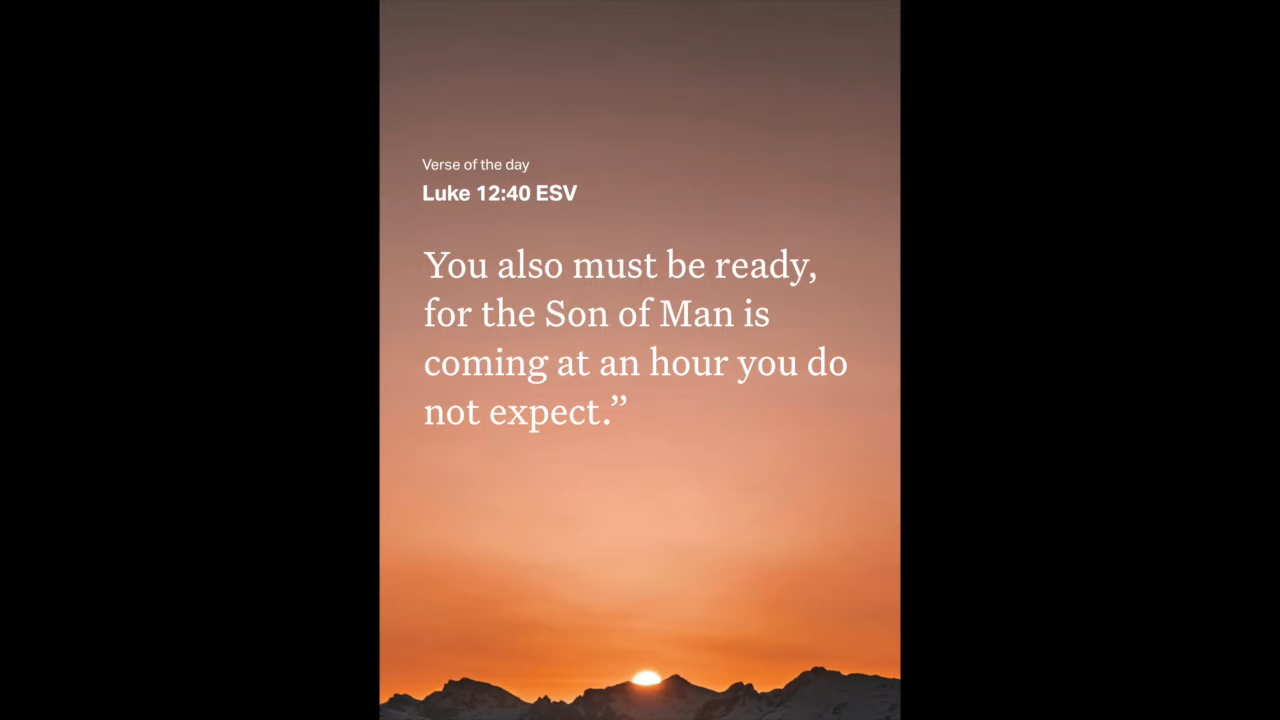 Verse of the day
Luke 12:40 ESV
You also must be ready,
for the Son of Man is
coming at an hour you do
not expect.”